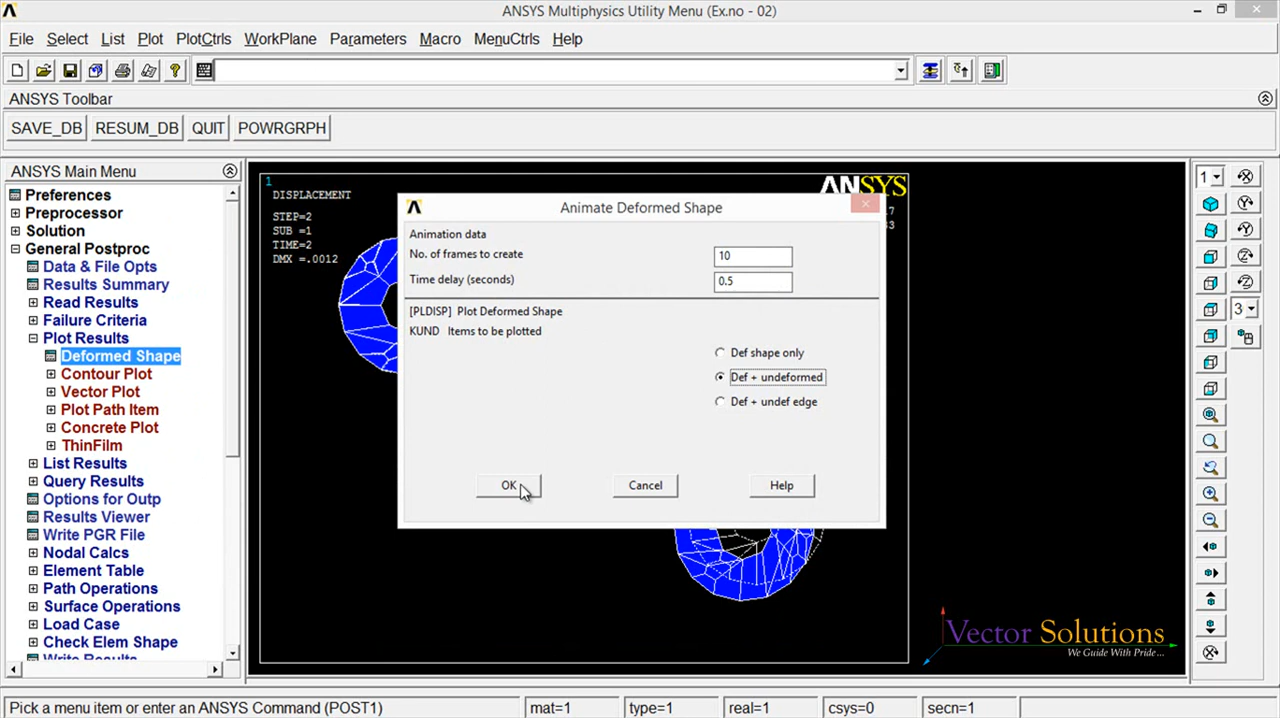 ANSYS Multiphysics Utility Menu (Ex.no - 02)
File Select List Plot PlotCtrls WorkPlane Parameters Macro MenuCtrls Help
ANSYS Toolbar
SAVE_DB RESUM_DB QUIT POWRGRPH
ANSYS Main Menu
Preferences
Preprocessor
Solution
General Postproc
Data & File Opts
Results Summary
Read Results
Failure Criteria
Plot Results
Deformed Shape
Contour Plot
Vector Plot
Plot Path Item
Concrete Plot
ThinFilm
List Results
Query Results
Options for Outp
Results Viewer
Write PGR File
Nodal Calcs
Element Table
Path Operations
Surface Operations
Load Case
Check Elem Shape
Write Results
1
DISPLACEMENT
STEP=2
SUB =1
TIME=2
DMX =.0012
ANSYS
17
33
Animate Deformed Shape
Animation data
No. of frames to create 10
Time delay (seconds) 0.5
[PLDISP] Plot Deformed Shape
KUND Items to be plotted
Def shape only
Def + undeformed
Def + undef edge
OK Cancel Help
1
3
Vector Solutions
We Guide With Pride...
Pick a menu item or enter an ANSYS Command (POST1) mat=1 type=1 real=1 csys=0 secn=1